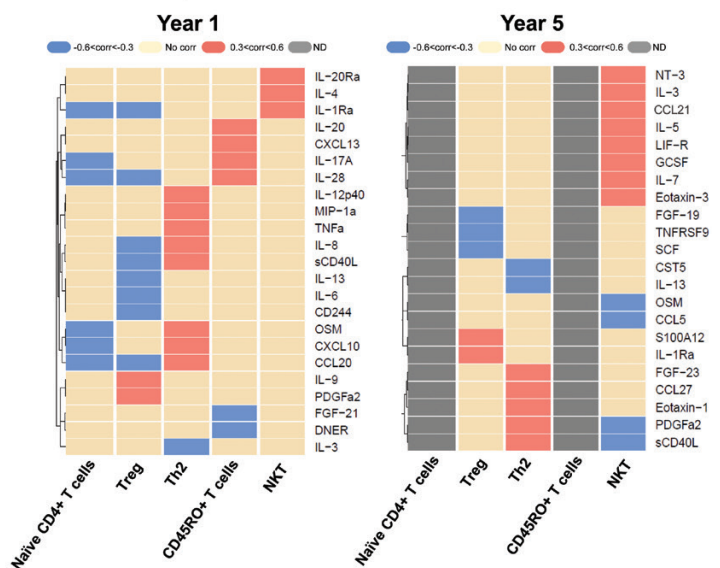 Year 1
-0.6<corr<-0.3 No corr 0.3<corr<0.6 ND
IL-20Ra
IL-4
IL-1Ra
IL-20
CXCL13
IL-17A
IL-28
IL-12p40
MIP-1a
TNFa
IL-8
sCD40L
IL-13
IL-6
CD244
OSM
CXCL10
CCL20
IL-9
PDGFa2
FGF-21
DNER
IL-3
Naïve CD4+ T cells
Treg
Th2
CD45RO+ T cells
NKT
Year 5
-0.6<corr<-0.3 No corr 0.3<corr<0.6 ND
NT-3
IL-3
CCL21
IL-5
LIF-R
GCSF
IL-7
Eotaxin-3
FGF-19
TNFRSF9
SCF
CST5
IL-13
OSM
CCL5
S100A12
IL-1Ra
FGF-23
CCL27
Eotaxin-1
PDGFa2
sCD40L
Naïve CD4+ T cells
Treg
Th2
CD45RO+ T cells
NKT